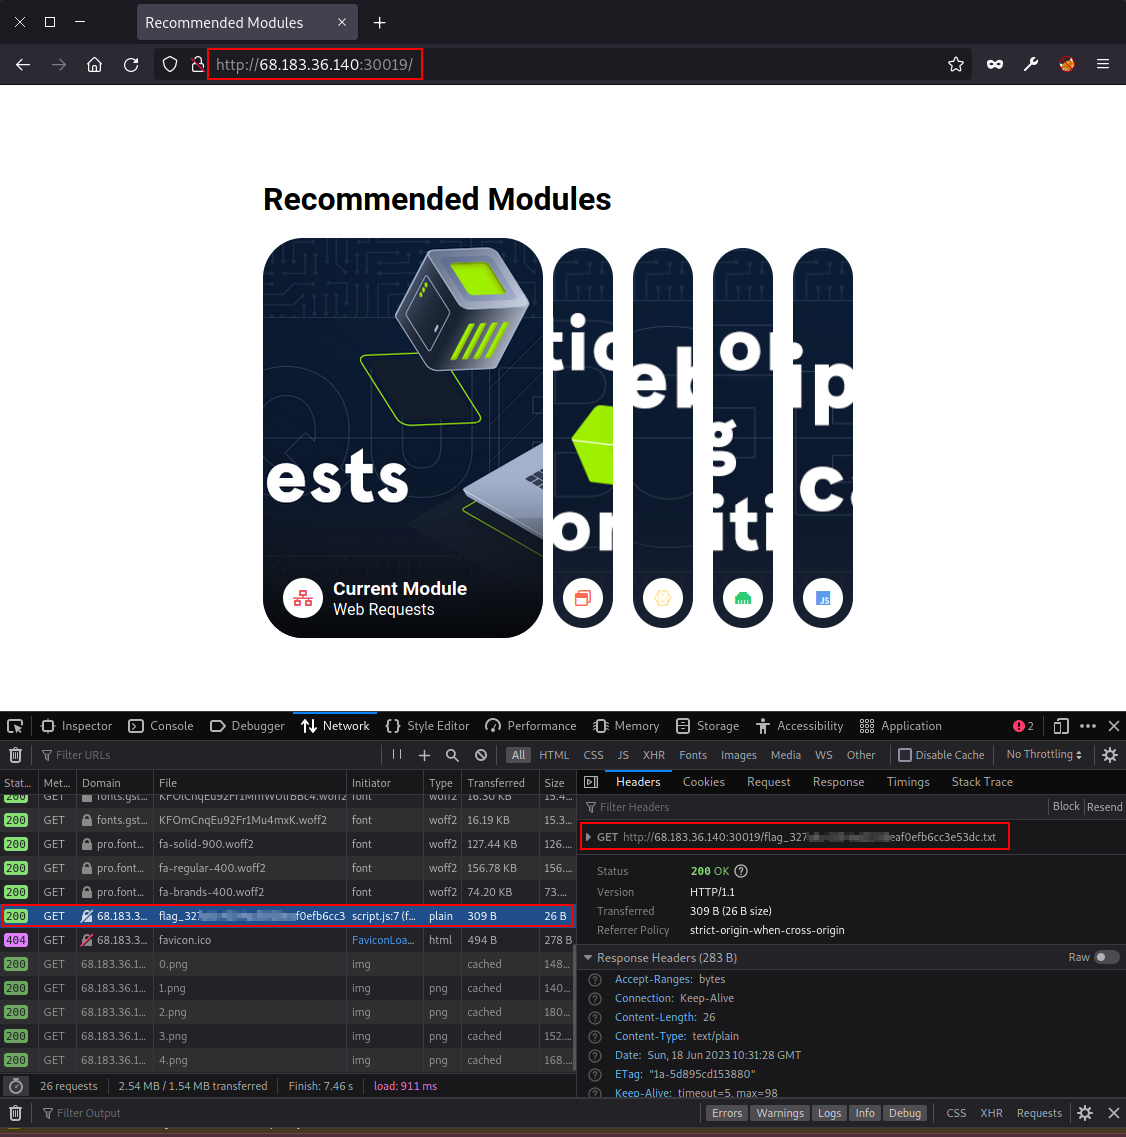 Recommended Modules
http://68.183.36.140:30019/
Recommended Modules
ests
tic
or
eb
or
g
iti
ip
c
Current Module
Web Requests
JS
Inspector Console Debugger Network Style Editor Performance Memory Storage Accessibility Application 2
Filter URLs All HTML CSS JS XHR Fonts Images Media WS Other Disable Cache No Throttling
Stat... Met... Domain File Initiator Type Transferred Size
200 GET fonts.gst... KFOlCnqEu92Fr1MmWUlfBBc4.woff2 font woff2 16.30 KB 15.4...
200 GET fonts.gst... KFOmCnqEu92Fr1Mu4mxK.woff2 font woff2 16.19 KB 15.3...
200 GET pro.font... fa-solid-900.woff2 font woff2 127.44 KB 126....
200 GET pro.font... fa-regular-400.woff2 font woff2 156.78 KB 156...
200 GET pro.font... fa-brands-400.woff2 font woff2 74.20 KB 73....
200 GET 68.183.3... flag_327 f0efb6cc3 script.js:7 (f... plain 309 B 26 B
404 GET 68.183.3... favicon.ico FaviconLoa... html 494 B 278 B
200 GET 68.183.36.1... 0.png img png cached 148...
200 GET 68.183.36.1... 1.png img png cached 140...
200 GET 68.183.36.1... 2.png img png cached 180...
200 GET 68.183.36.1... 3.png img png cached 152...
200 GET 68.183.36.1... 4.png img png cached 168...
26 requests 2.54 MB / 1.54 MB transferred Finish: 7.46 s load: 911 ms
Headers Cookies Request Response Timings Stack Trace
Filter Headers Block Resend
GET http://68.183.36.140:30019/flag_327 eaf0efb6cc3e53dc.txt
Status 200 OK
Version HTTP/1.1
Transferred 309 B (26 B size)
Referrer Policy strict-origin-when-cross-origin
Response Headers (283 B) Raw
Accept-Ranges: bytes
Connection: Keep-Alive
Content-Length: 26
Content-Type: text/plain
Date: Sun, 18 Jun 2023 10:31:28 GMT
ETag: "1a-5d895cd153880"
Keep-Alive: timeout=5, max=98
Filter Output Errors Warnings Logs Info Debug CSS XHR Requests